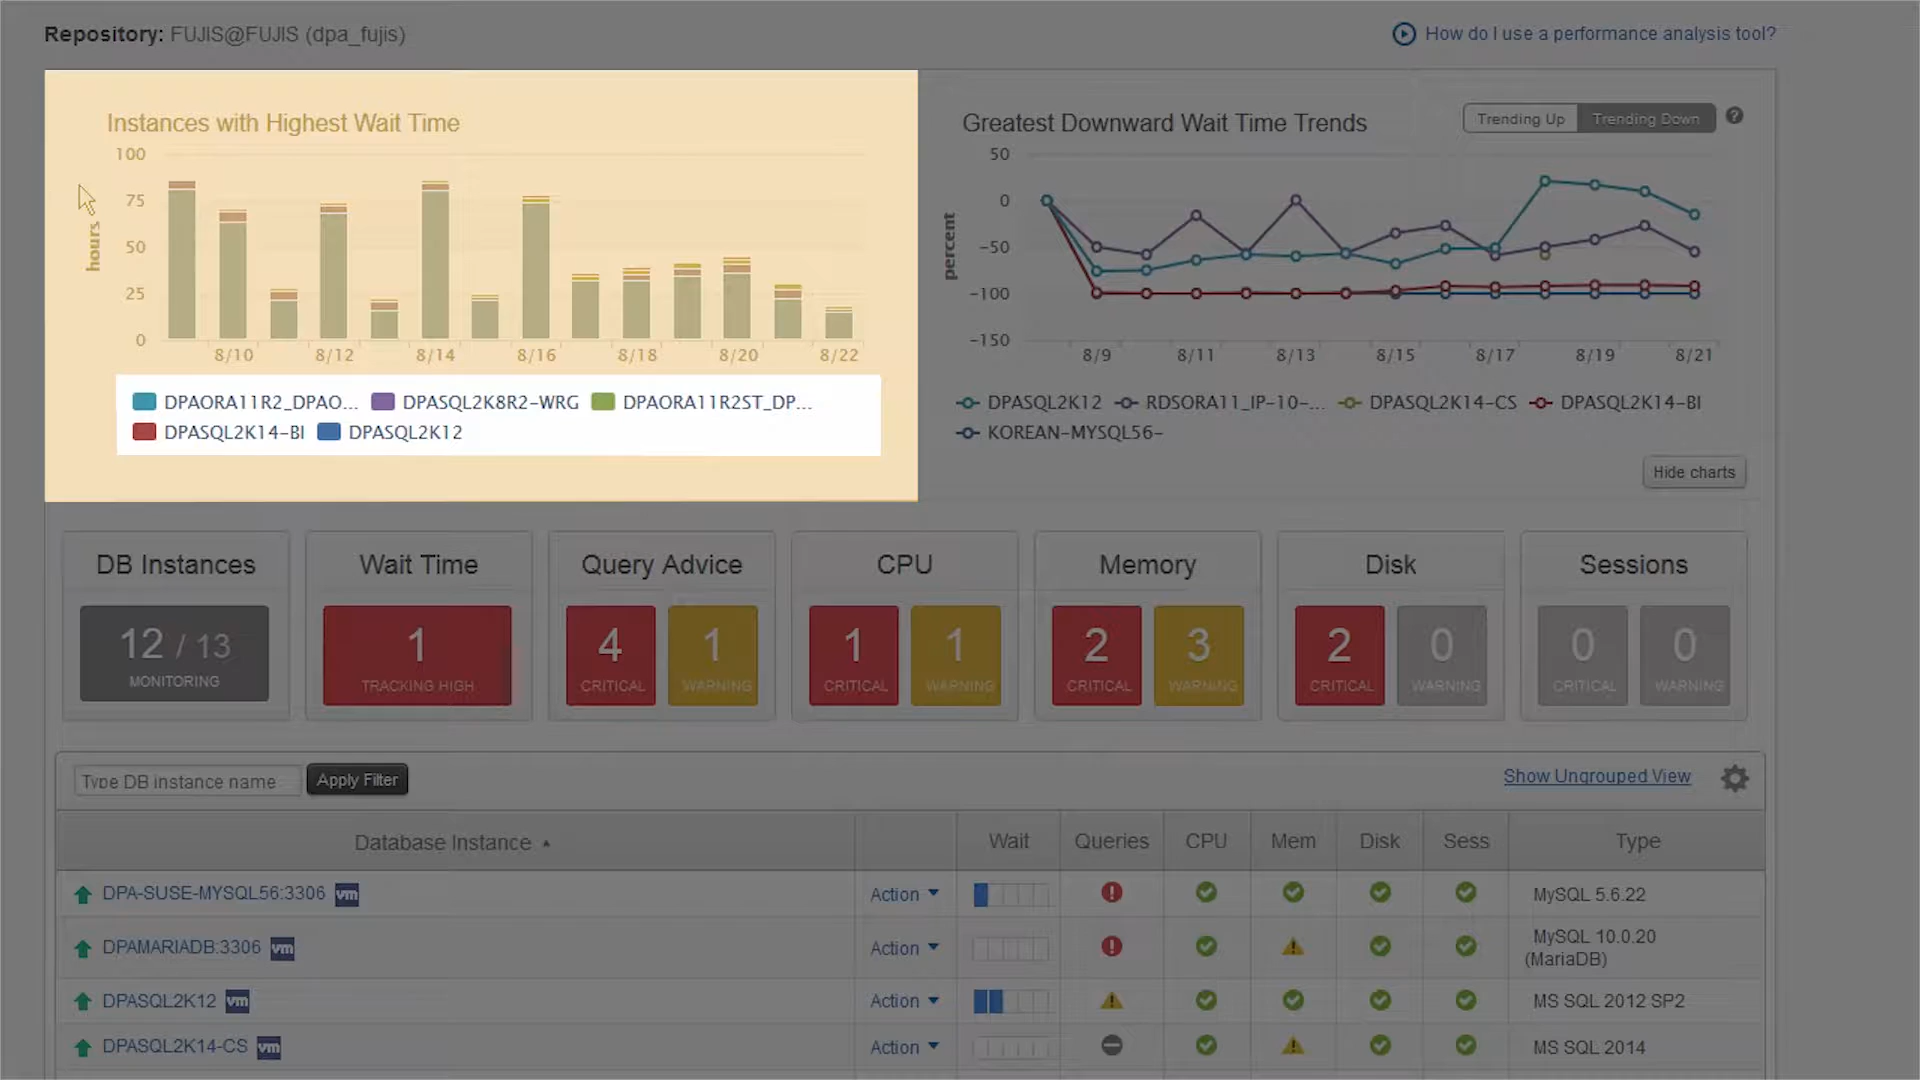 Repository: FUJIS@FUJIS (dpa_fujis)
How do I use a performance analysis tool?
Instances with Highest Wait Time
100
75
50
25
0
hours
8/10 8/12 8/14 8/16 8/18 8/20 8/22
DPAORA11R2_DPAO... DPASQL2K8R2-WRG DPAORA11R2ST_DP...
DPASQL2K14-BI DPASQL2K12
Greatest Downward Wait Time Trends
Trending Up Trending Down ?
50
0
-50
-100
-150
percent
8/9 8/11 8/13 8/15 8/17 8/19 8/21
DPASQL2K12 RDSORA11_IP-10-... DPASQL2K14-CS DPASQL2K14-BI
KOREAN-MYSQL56-
Hide charts
DB Instances Wait Time Query Advice CPU Memory Disk Sessions
12 / 13 1 4 1 1 1 2 3 2 0 0 0
MONITORING TRACKING HIGH CRITICAL WARNING CRITICAL WARNING CRITICAL WARNING CRITICAL WARNING CRITICAL WARNING
Type DB instance name Apply Filter Show Ungrouped View
Database Instance Wait Queries CPU Mem Disk Sess Type
DPA-SUSE-MYSQL56:3306 vm Action MySQL 5.6.22
DPAMARIADB:3306 vm Action MySQL 10.0.20
(MariaDB)
DPASQL2K12 vm Action MS SQL 2012 SP2
DPASQL2K14-CS vm Action MS SQL 2014